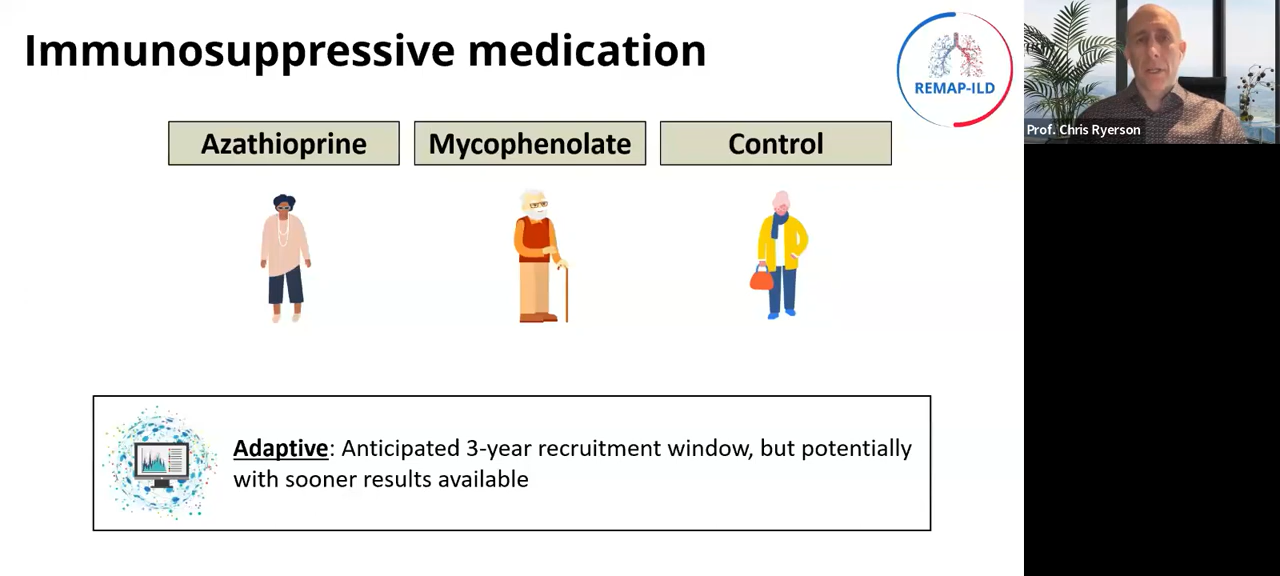 Immunosuppressive medication
REMAP-ILD
Prof. Chris Ryerson
Azathioprine
Mycophenolate
Control
Adaptive: Anticipated 3-year recruitment window, but potentially
with sooner results available